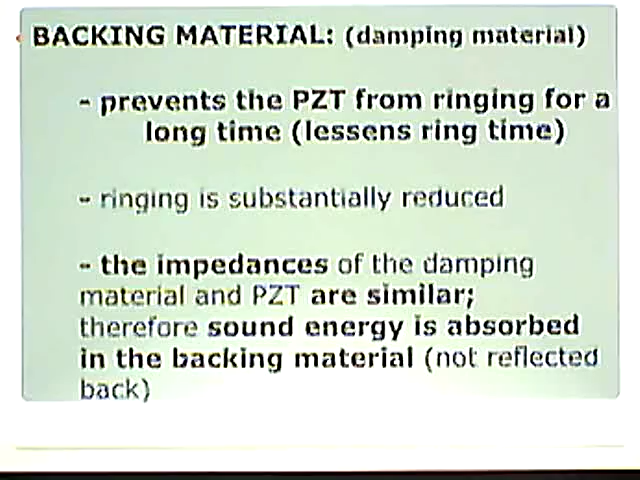 BACKING MATERIAL: (damping material)
- prevents the PZT from ringing for a
long time (lessens ring time)
- ringing is substantially reduced
- the impedances of the damping
material and PZT are similar;
therefore sound energy is absorbed
in the backing material (not reflected
back)